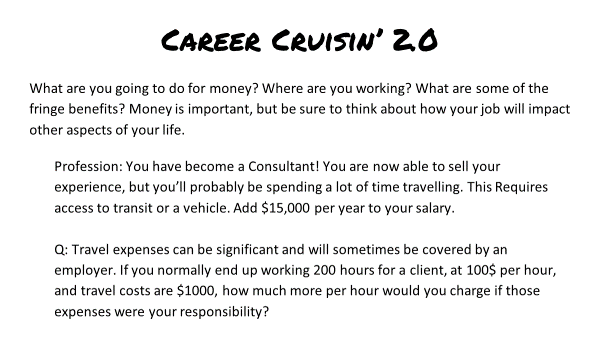 Career Cruisin' 2.0
What are you going to do for money? Where are you working? What are some of the
fringe benefits? Money is important, but be sure to think about how your job will impact
other aspects of your life.
Profession: You have become a Consultant! You are now able to sell your
experience, but you'll probably be spending a lot of time travelling. This Requires
access to transit or a vehicle. Add $15,000 per year to your salary.
Q: Travel expenses can be significant and will sometimes be covered by an
employer. If you normally end up working 200 hours for a client, at 100$ per hour,
and travel costs are $1000, how much more per hour would you charge if those
expenses were your responsibility?